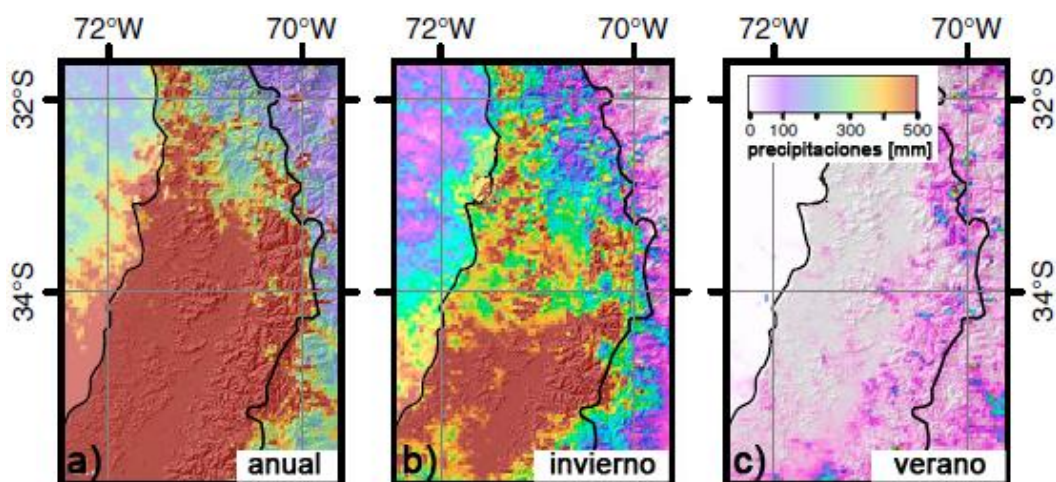 72°W 70°W 72°W 70°W 72°W 70°W
32°S 32°S
0 100 300 500
precipitaciones [mm]
34°S 34°S
a) anual b) invierno c) verano